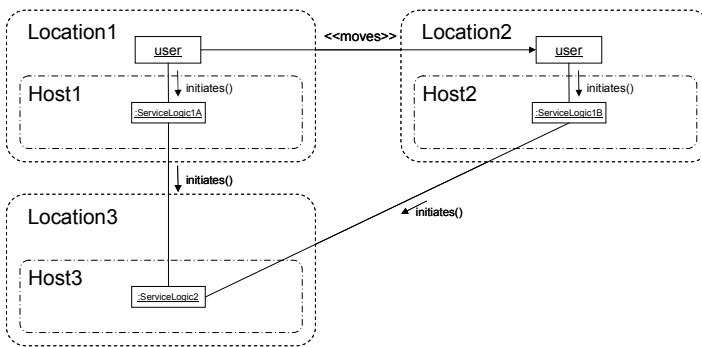 Location1
<<moves>>
Location2
user
user
initiates()
initiates()
Host1
Host2
:ServiceLogic1A
:ServiceLogic1B
initiates()
Location3
initiates()
Host3
:ServiceLogic2